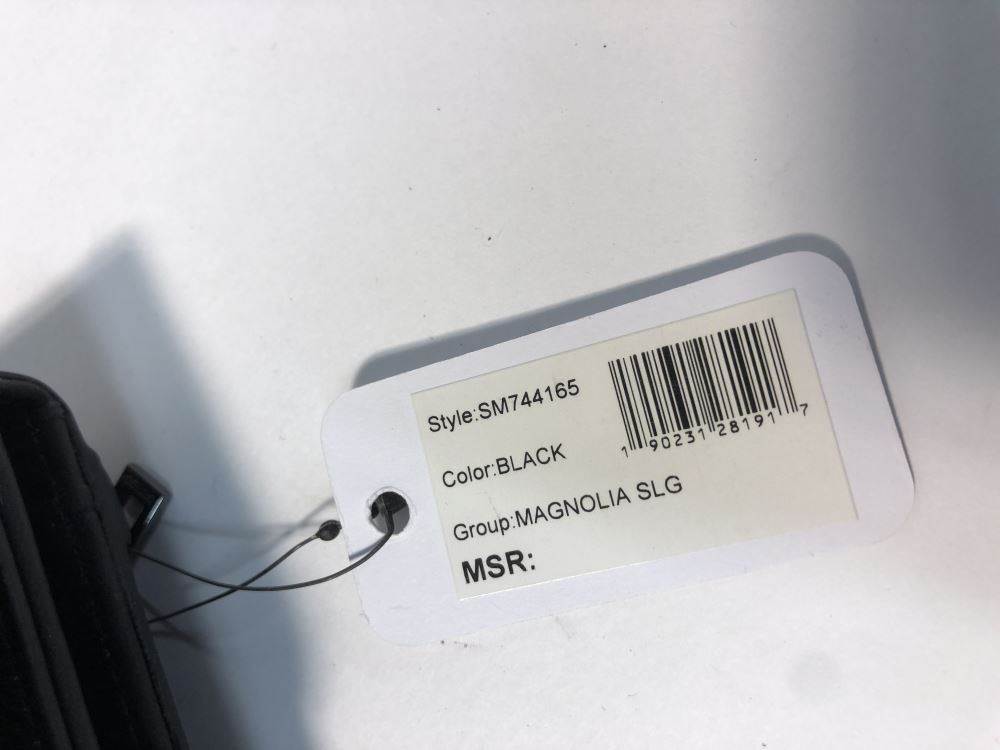 Style:SM744165
Color:BLACK
Group:MAGNOLIA SLG
MSR:
1 90231 28191 7